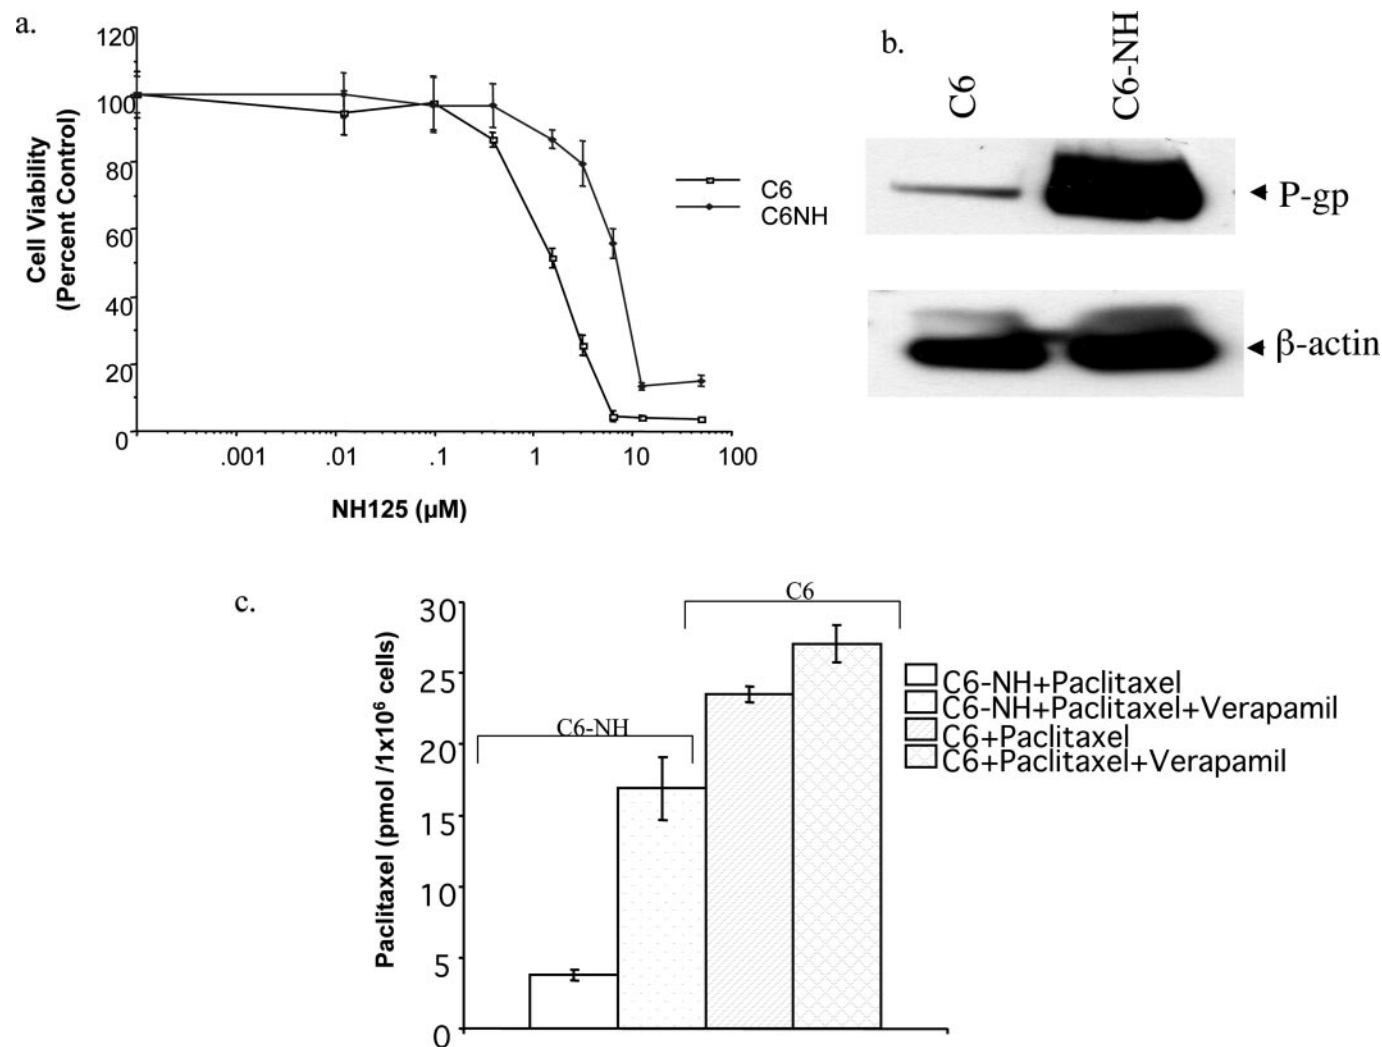 a.
120
100
80
60
40
20
0
Cell Viability
(Percent Control)
.001 .01 .1 1 10 100
NH125 (µM)
C6
C6NH
b.
C6 C6-NH
P-gp
β-actin
c.
30
25
20
15
10
5
0
Paclitaxel (pmol /1x10⁶ cells)
C6-NH
C6
C6-NH+Paclitaxel
C6-NH+Paclitaxel+Verapamil
C6+Paclitaxel
C6+Paclitaxel+Verapamil